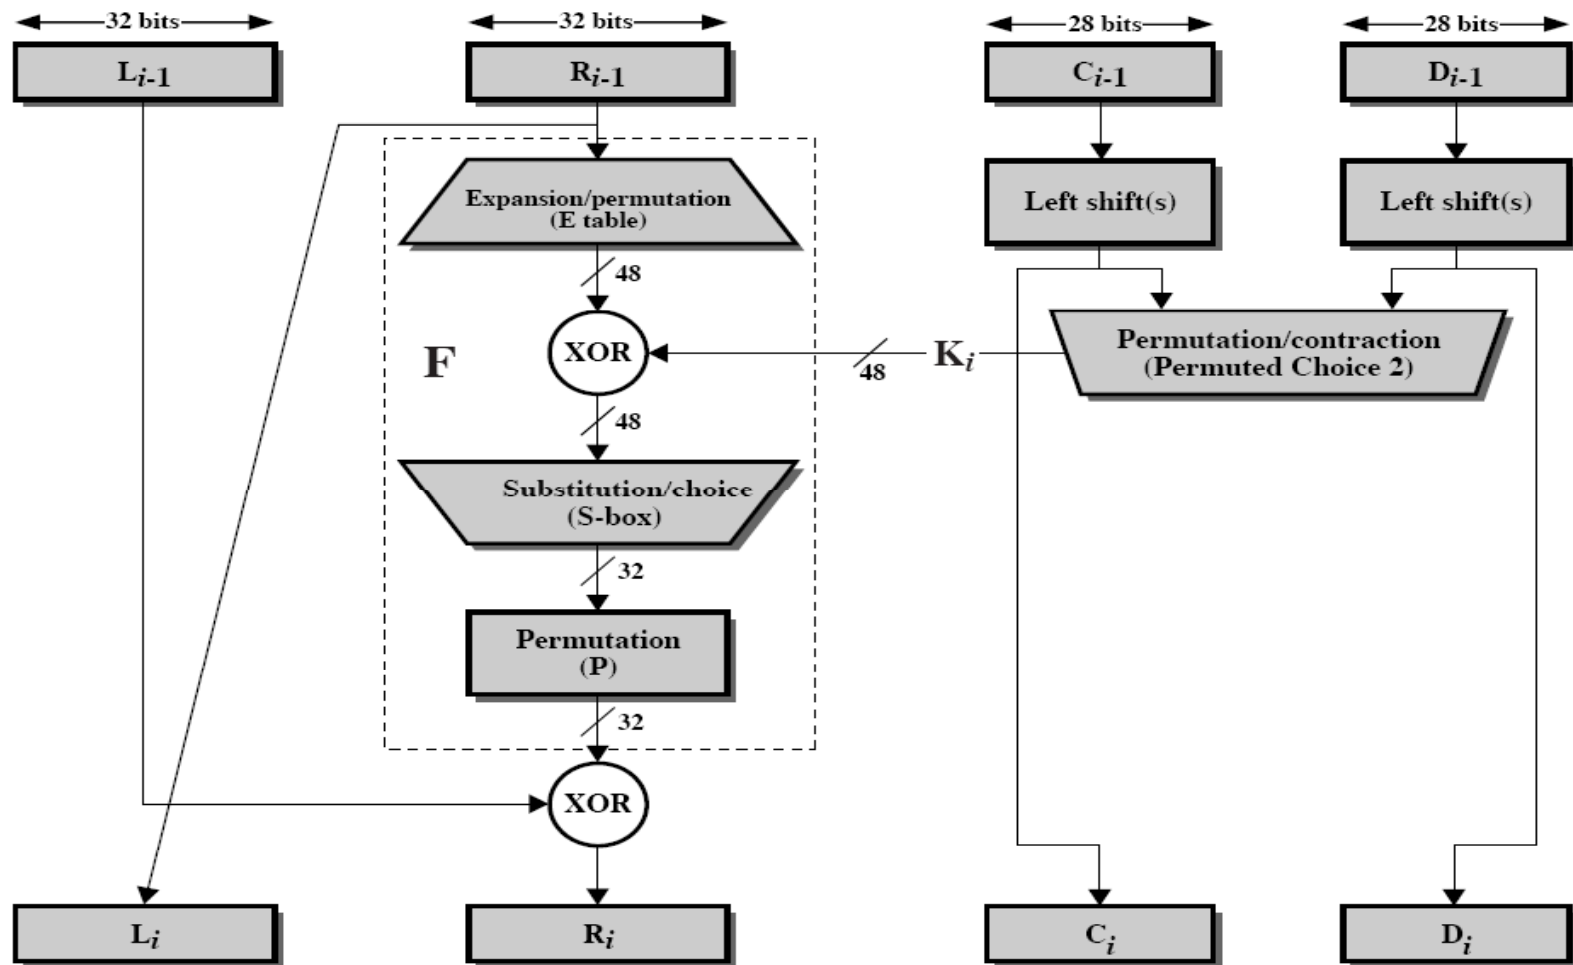 32 bits
32 bits
28 bits
28 bits
Li-1
Ri-1
Ci-1
Di-1
Expansion/permutation
(E table)
Left shift(s)
Left shift(s)
48
F
XOR
48
Ki
Permutation/contraction
(Permuted Choice 2)
48
Substitution/choice
(S-box)
32
Permutation
(P)
32
XOR
Li
Ri
Ci
Di